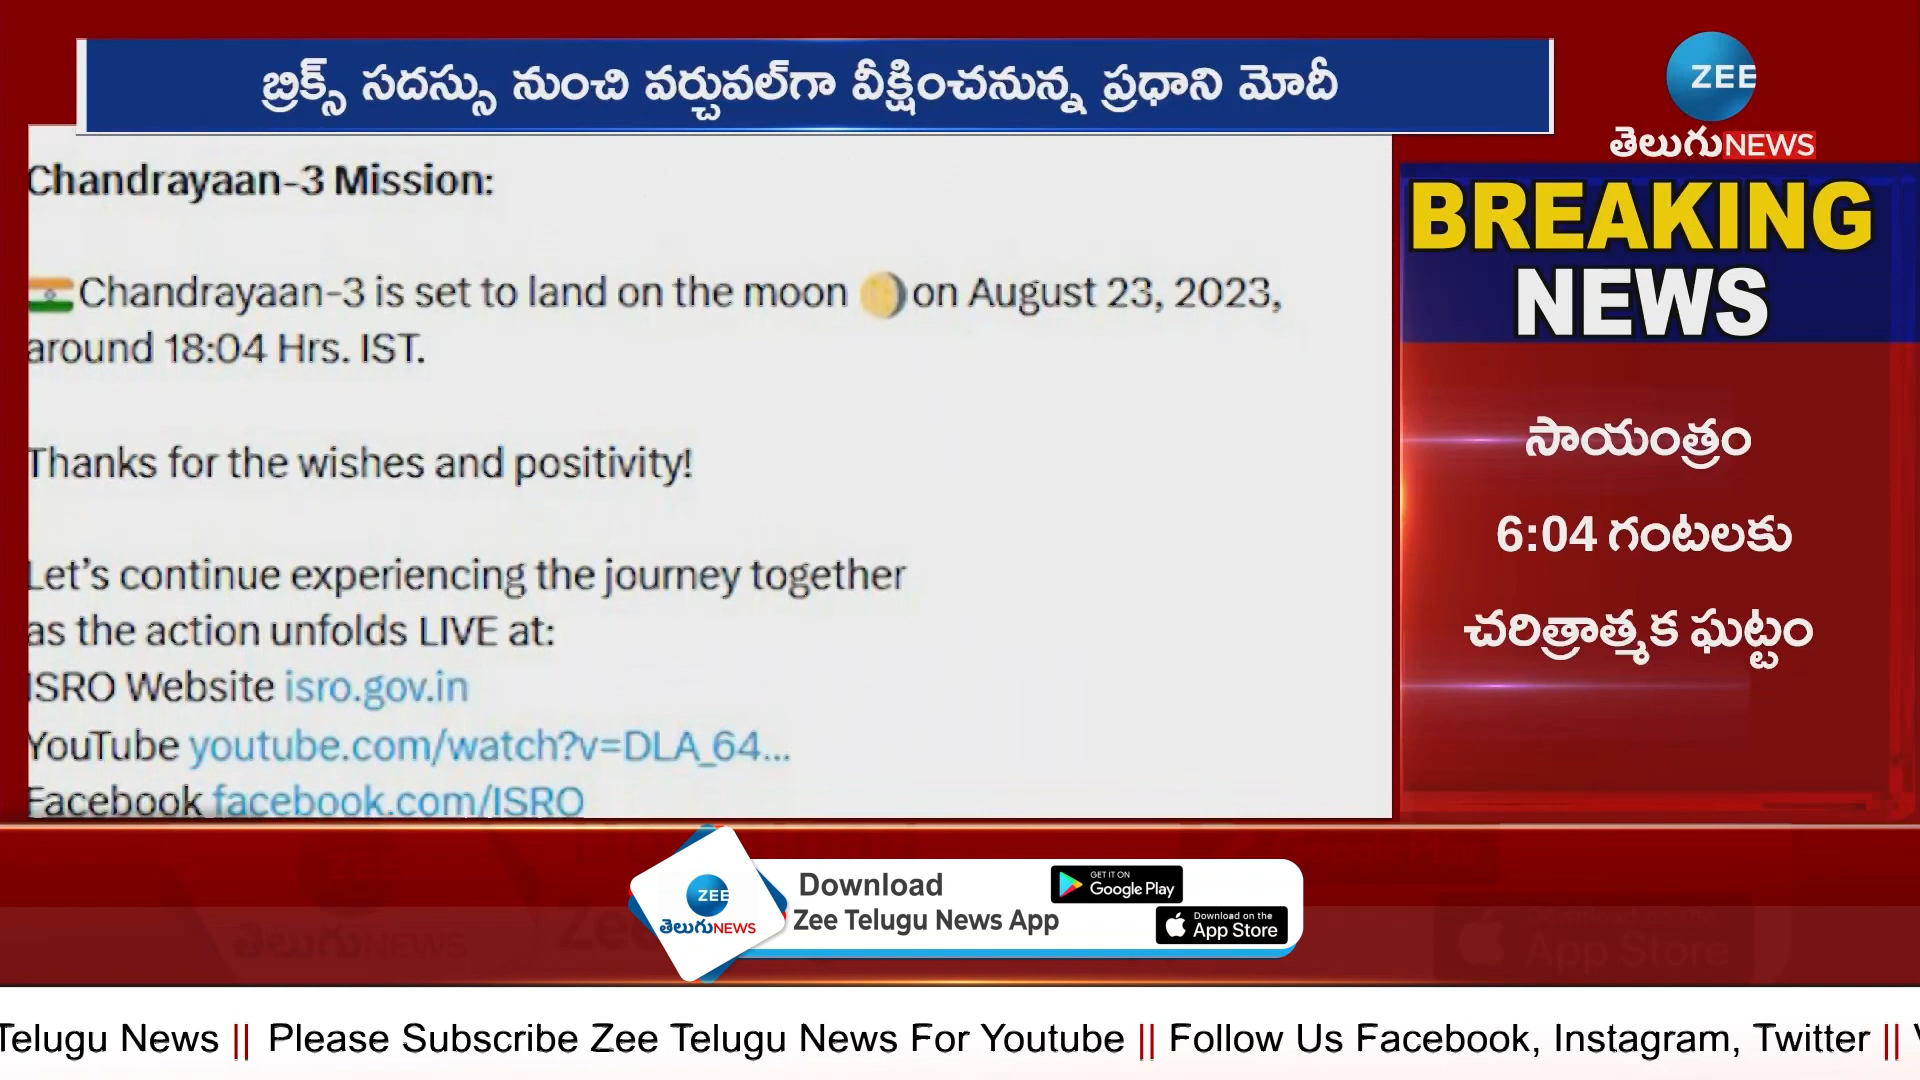 బ్రిక్స్ సదస్సు నుంచి వర్చువల్‌గా వీక్షించనున్న ప్రధాని మోదీ
ZEE
తెలుగు NEWS
BREAKING
NEWS
Chandrayaan-3 Mission:
🇮🇳Chandrayaan-3 is set to land on the moon 🌖on August 23, 2023,
around 18:04 Hrs. IST.
Thanks for the wishes and positivity!
Let’s continue experiencing the journey together
as the action unfolds LIVE at:
ISRO Website isro.gov.in
YouTube youtube.com/watch?v=DLA_64...
Facebook facebook.com/ISRO
సాయంత్రం
6:04 గంటలకు
చరిత్రాత్మక ఘట్టం
ZEE
తెలుగు NEWS
Download
Zee Telugu News App
GET IT ON
Google Play
Download on the
App Store
Telugu News || Please Subscribe Zee Telugu News For Youtube || Follow Us Facebook, Instagram, Twitter ||